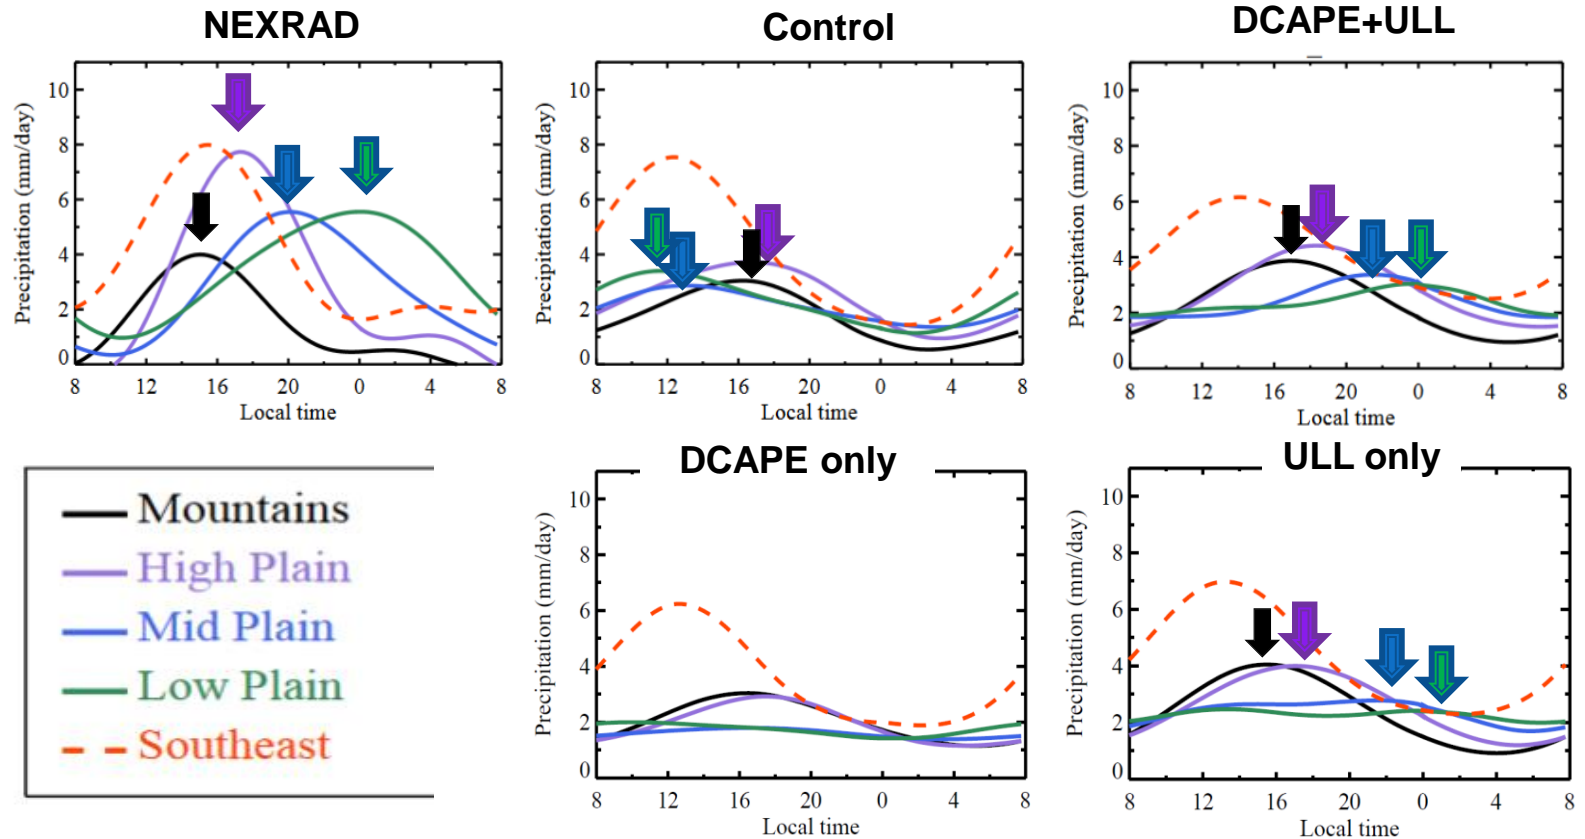 NEXRAD
Control
DCAPE+ULL
Precipitation (mm/day)
10
8
6
4
2
0
8 12 16 20 0 4 8
Local time
Precipitation (mm/day)
10
8
6
4
2
0
8 12 16 20 0 4 8
Local time
Precipitation (mm/day)
10
8
6
4
2
0
8 12 16 20 0 4 8
Local time
Mountains
High Plain
Mid Plain
Low Plain
Southeast
DCAPE only
Precipitation (mm/day)
10
8
6
4
2
0
8 12 16 20 0 4 8
Local time
ULL only
Precipitation (mm/day)
10
8
6
4
2
0
8 12 16 20 0 4 8
Local time